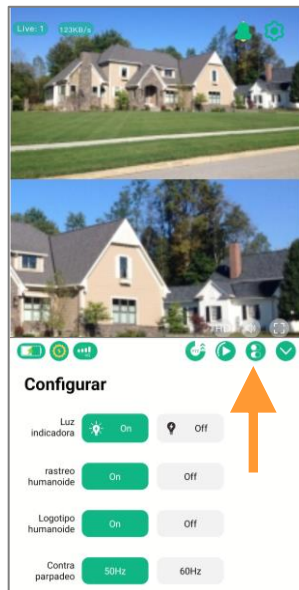 Live: 1 123KB/s
Configurar
Luz
indicadora
On Off
rastreo
humanoide
On Off
Logotipo
humanoide
On Off
Contra
parpadeo
50Hz 60Hz